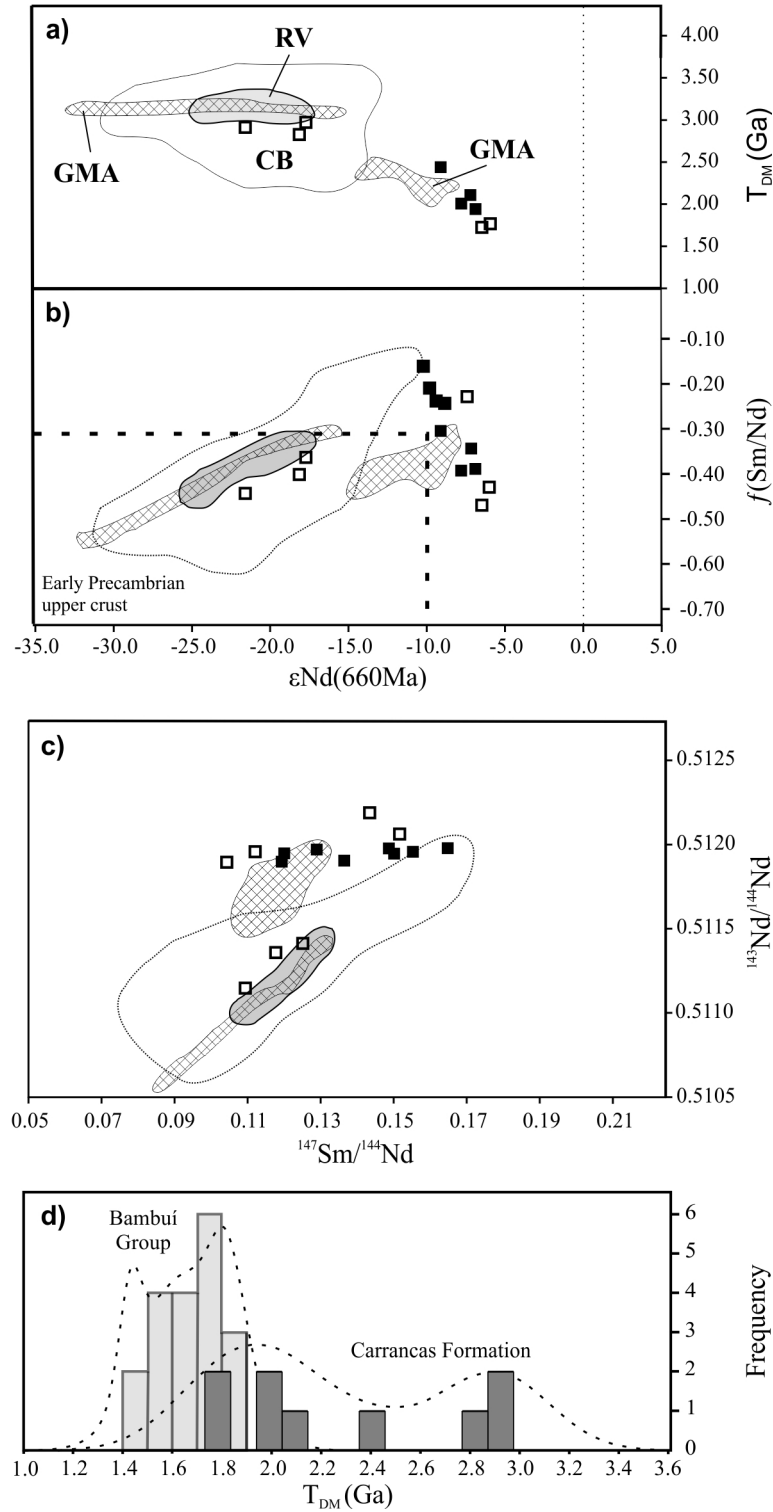 a)
RV
GMA
CB
GMA
4.00
3.50
3.00
2.50
2.00
1.50
1.00
TDM (Ga)
b)
-0.10
-0.20
-0.30
-0.40
-0.50
-0.60
-0.70
f(Sm/Nd)
Early Precambrian
upper crust
-35.0 -30.0 -25.0 -20.0 -15.0 -10.0 -5.0 0.0 5.0
εNd(660Ma)
c)
0.5125
0.5120
0.5115
0.5110
0.5105
143Nd/144Nd
0.05 0.07 0.09 0.11 0.13 0.15 0.17 0.19 0.21
147Sm/144Nd
d)
Bambuí
Group
Carrancas Formation
6
5
4
3
2
1
0
Frequency
1.0 1.2 1.4 1.6 1.8 2.0 2.2 2.4 2.6 2.8 3.0 3.2 3.4 3.6
TDM (Ga)